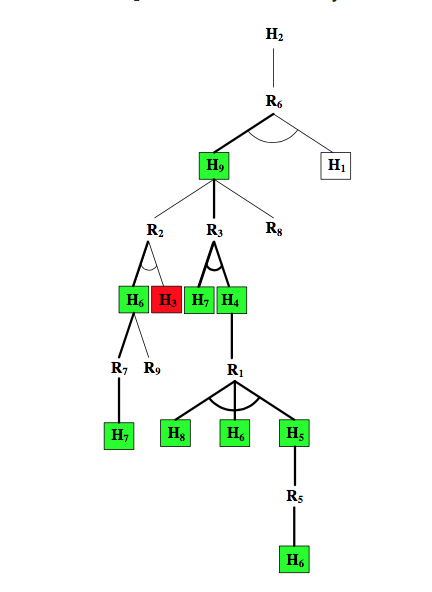 H₂
R₆
H₉ H₁
R₂ R₃ R₈
H₆ H₃ H₇ H₄
R₇ R₉ R₁
H₇ H₈ H₆ H₅
R₅
H₆